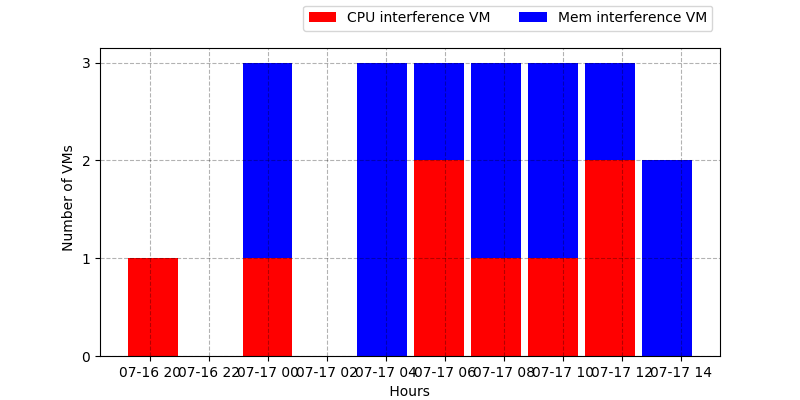 CPU interference VM Mem interference VM
3
2
1
0
Number of VMs
07-16 20 07-16 22 07-17 00 07-17 02 07-17 04 07-17 06 07-17 08 07-17 10 07-17 12 07-17 14
Hours